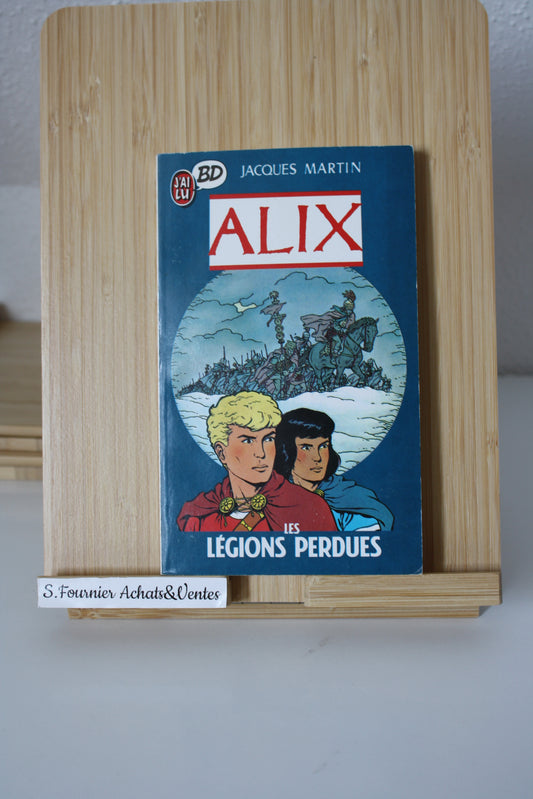 J'AI
LU
BD
JACQUES MARTIN
ALIX
LES
LÉGIONS PERDUES
S.Fournier Achats&Ventes